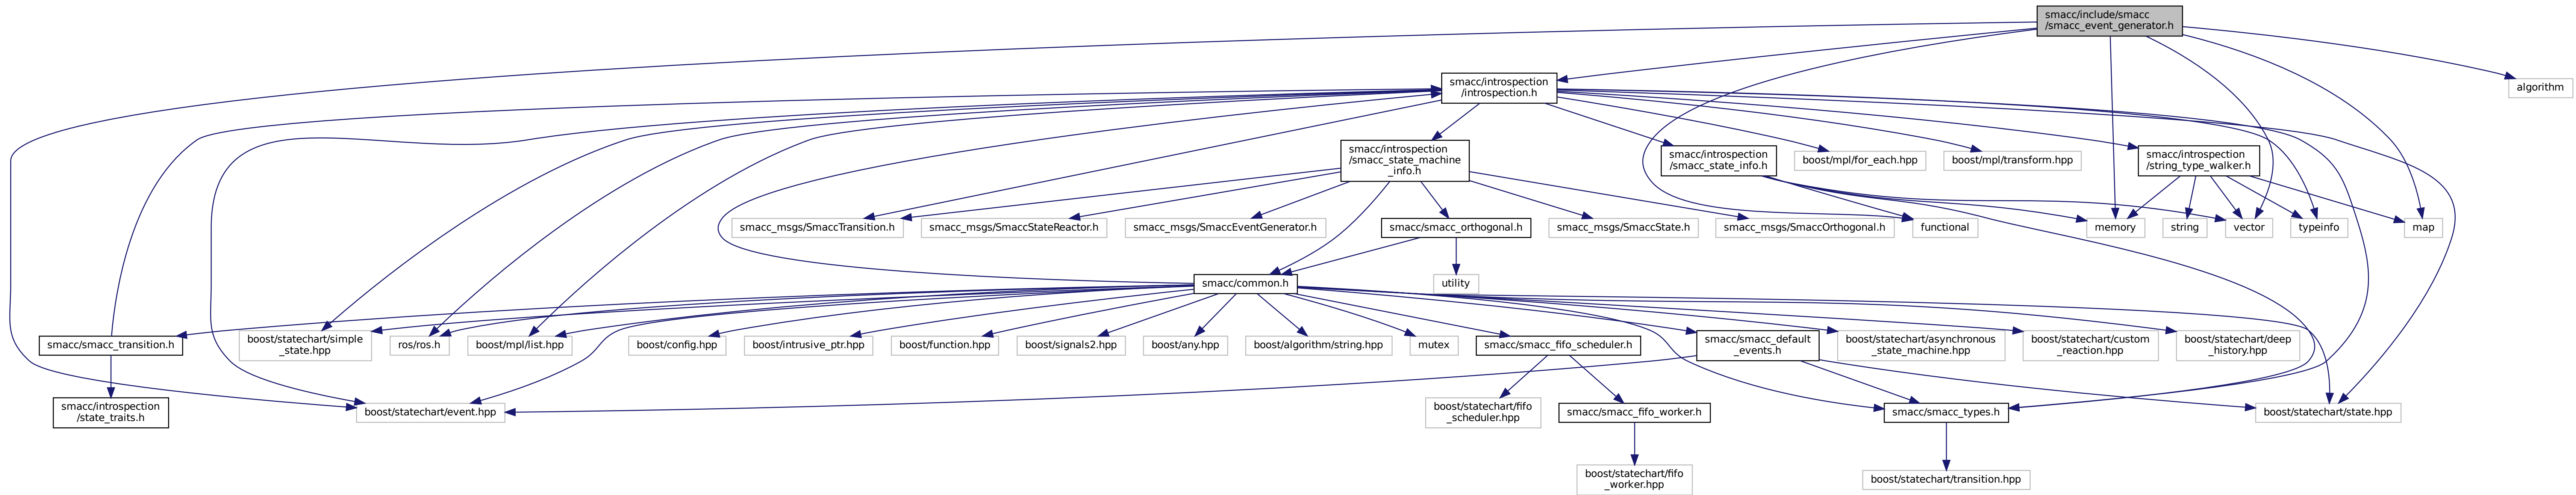 smacc/include/smacc
/smacc_event_generator.h
algorithm
smacc/introspection
/introspection.h
smacc/introspection
/smacc_state_machine
_info.h
smacc/introspection
/smacc_state_info.h
boost/mpl/for_each.hpp
boost/mpl/transform.hpp
smacc/introspection
/string_type_walker.h
smacc_msgs/SmaccTransition.h
smacc_msgs/SmaccStateReactor.h
smacc_msgs/SmaccEventGenerator.h
smacc/smacc_orthogonal.h
smacc_msgs/SmaccState.h
smacc_msgs/SmaccOrthogonal.h
functional
memory
string
vector
typeinfo
map
smacc/common.h
utility
smacc/smacc_transition.h
boost/statechart/simple
_state.hpp
ros/ros.h
boost/mpl/list.hpp
boost/config.hpp
boost/intrusive_ptr.hpp
boost/function.hpp
boost/signals2.hpp
boost/any.hpp
boost/algorithm/string.hpp
mutex
smacc/smacc_fifo_scheduler.h
smacc/smacc_default
_events.h
boost/statechart/asynchronous
_state_machine.hpp
boost/statechart/custom
_reaction.hpp
boost/statechart/deep
_history.hpp
smacc/introspection
/state_traits.h
boost/statechart/event.hpp
boost/statechart/fifo
_scheduler.hpp
smacc/smacc_fifo_worker.h
smacc/smacc_types.h
boost/statechart/state.hpp
boost/statechart/fifo
_worker.hpp
boost/statechart/transition.hpp